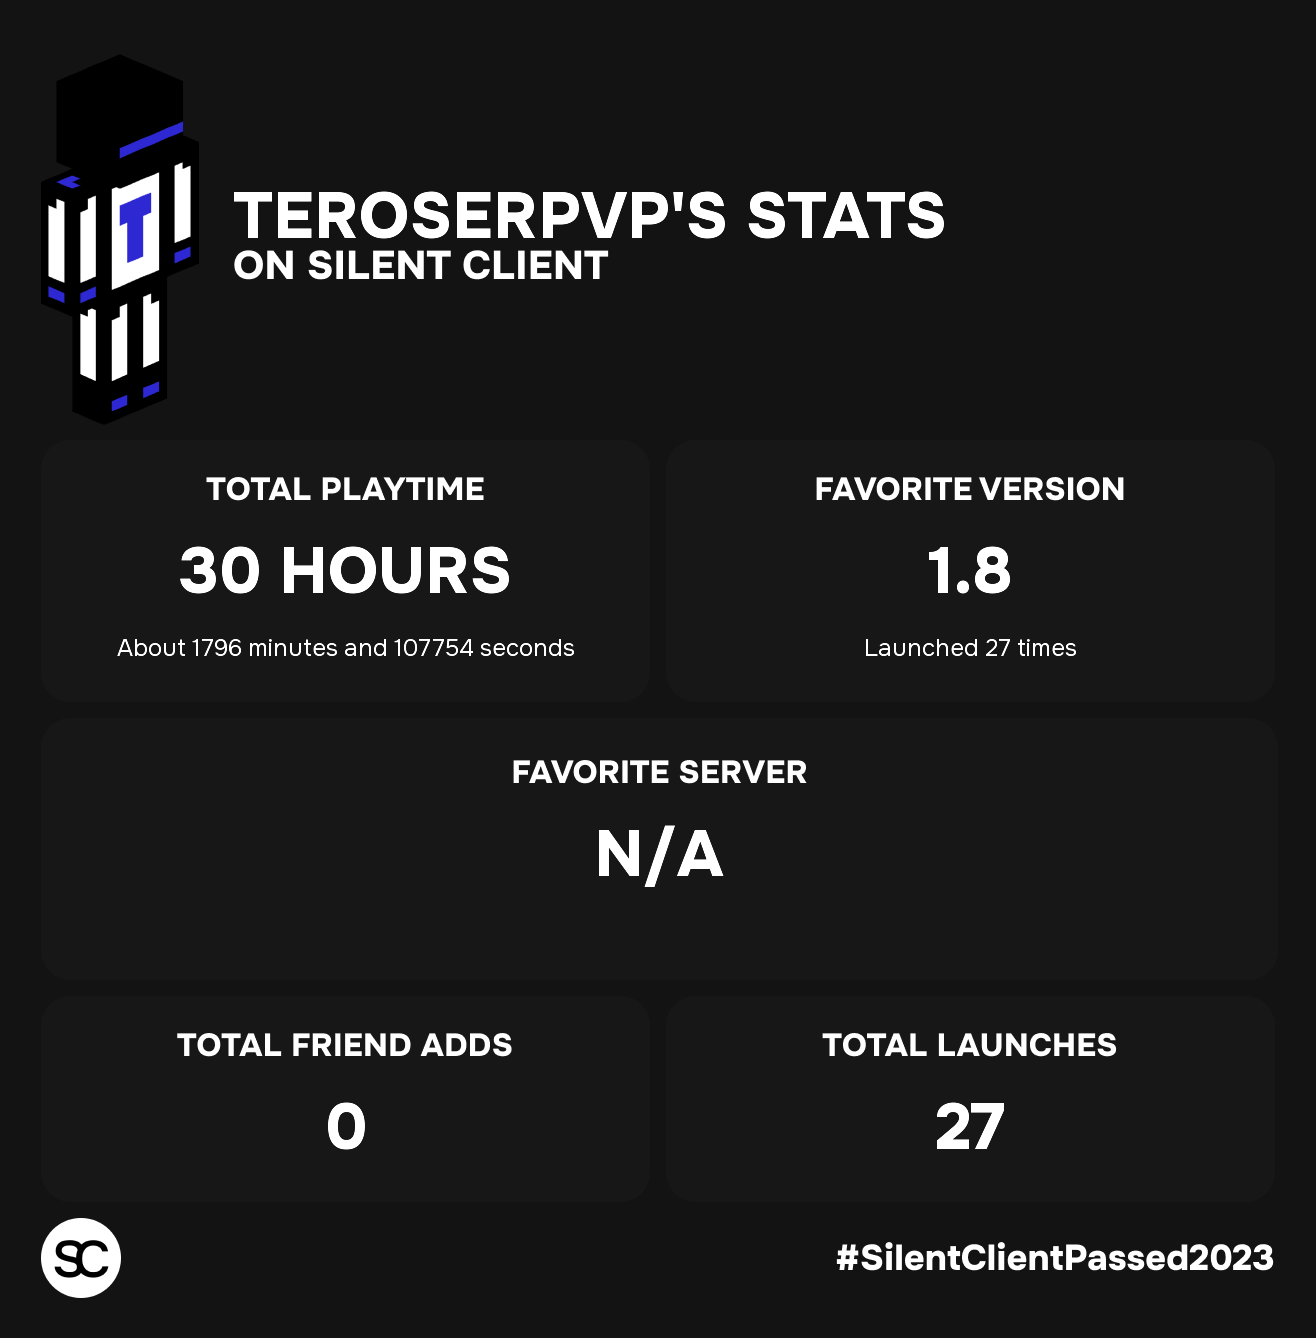 T
TEROSERPVP'S STATS
ON SILENT CLIENT
TOTAL PLAYTIME
30 HOURS
About 1796 minutes and 107754 seconds
FAVORITE VERSION
1.8
Launched 27 times
FAVORITE SERVER
N/A
TOTAL FRIEND ADDS
0
TOTAL LAUNCHES
27
SC
#SilentClientPassed2023